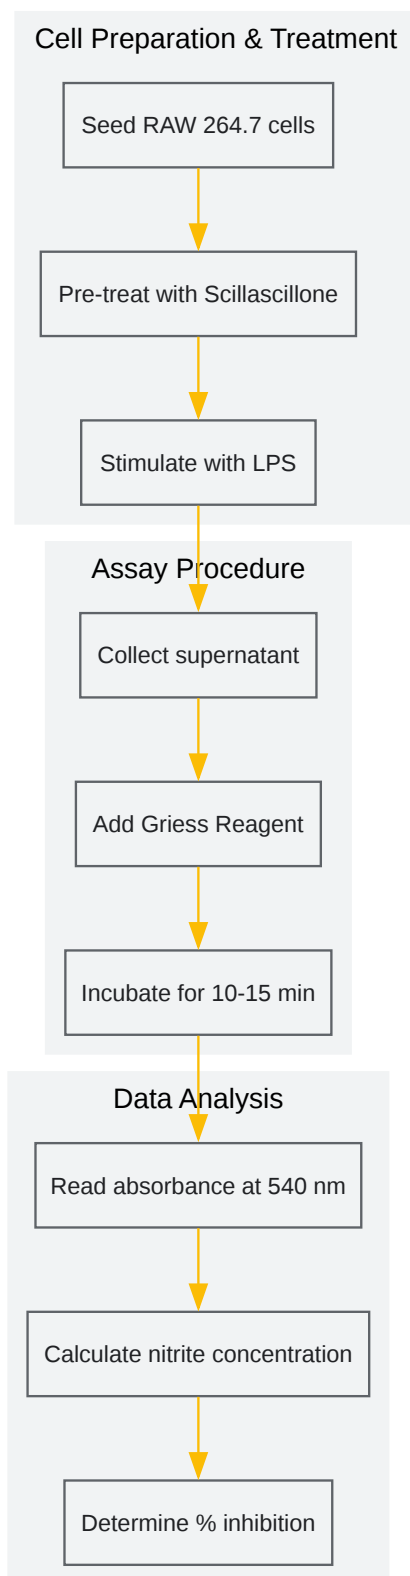 Cell Preparation & Treatment
Seed RAW 264.7 cells
Pre-treat with Scillascillone
Stimulate with LPS
Assay Procedure
Collect supernatant
Add Griess Reagent
Incubate for 10-15 min
Data Analysis
Read absorbance at 540 nm
Calculate nitrite concentration
Determine % inhibition